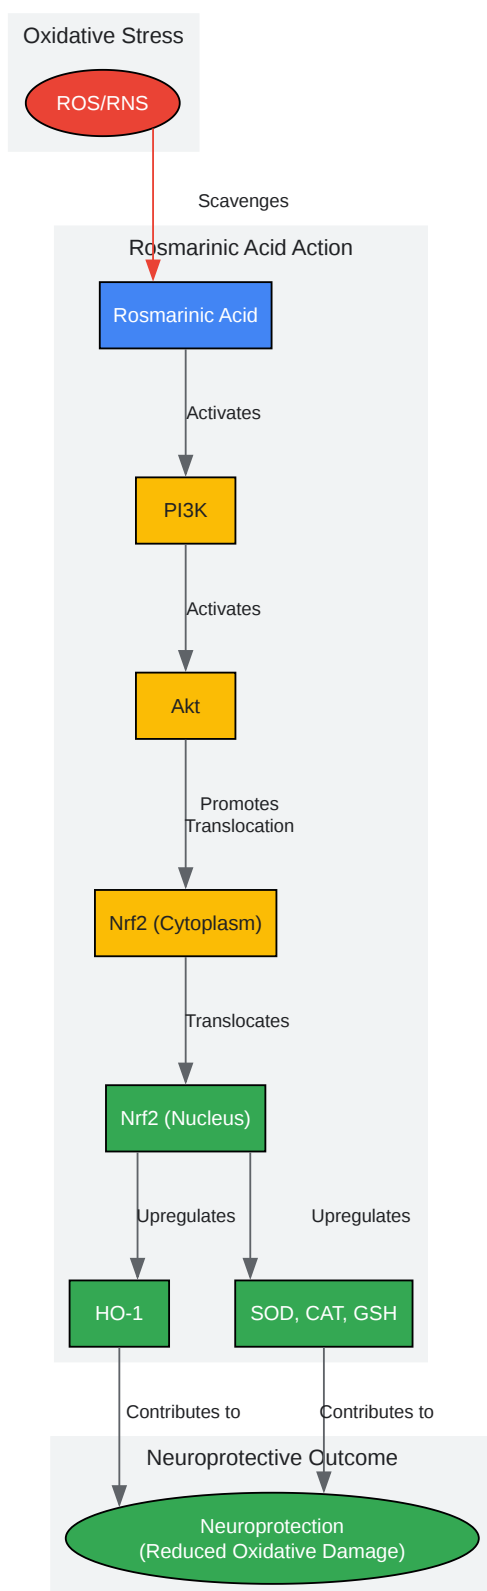 Oxidative Stress
ROS/RNS
Scavenges
Rosmarinic Acid Action
Rosmarinic Acid
Activates
PI3K
Activates
Akt
Promotes
Translocation
Nrf2 (Cytoplasm)
Translocates
Nrf2 (Nucleus)
Upregulates
Upregulates
HO-1
SOD, CAT, GSH
Contributes to
Contributes to
Neuroprotective Outcome
Neuroprotection
(Reduced Oxidative Damage)